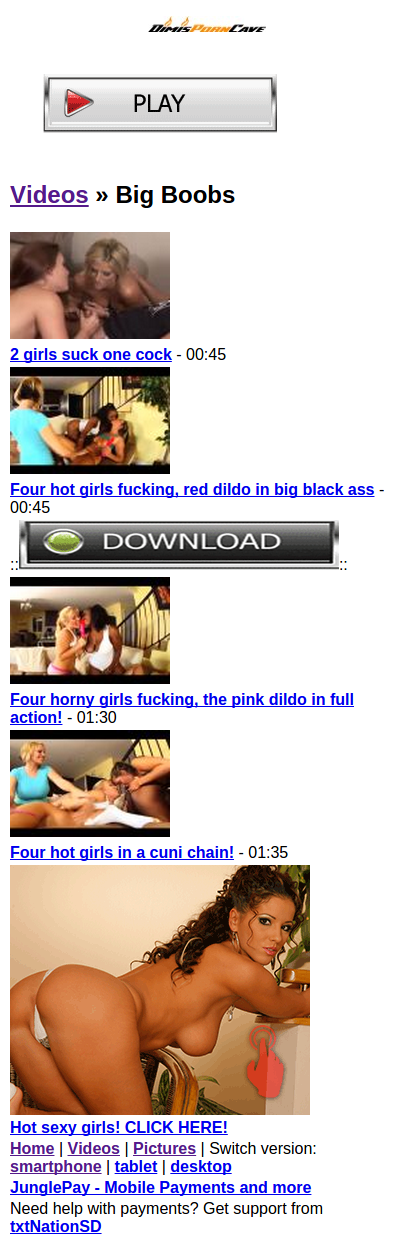 DimisPornCave
PLAY
Videos » Big Boobs
2 girls suck one cock - 00:45
Four hot girls fucking, red dildo in big black ass -
00:45
::DOWNLOAD::
Four horny girls fucking, the pink dildo in full
action! - 01:30
Four hot girls in a cuni chain! - 01:35
Hot sexy girls! CLICK HERE!
Home | Videos | Pictures | Switch version:
smartphone | tablet | desktop
JunglePay - Mobile Payments and more
Need help with payments? Get support from
txtNationSD